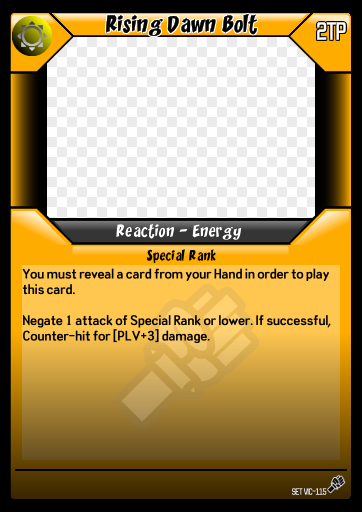 Rising Dawn Bolt
2TP
Reaction - Energy
Special Rank
You must reveal a card from your Hand in order to play
this card.
Negate 1 attack of Special Rank or lower. If successful,
Counter-hit for [PLV+3] damage.
SET VIC-115